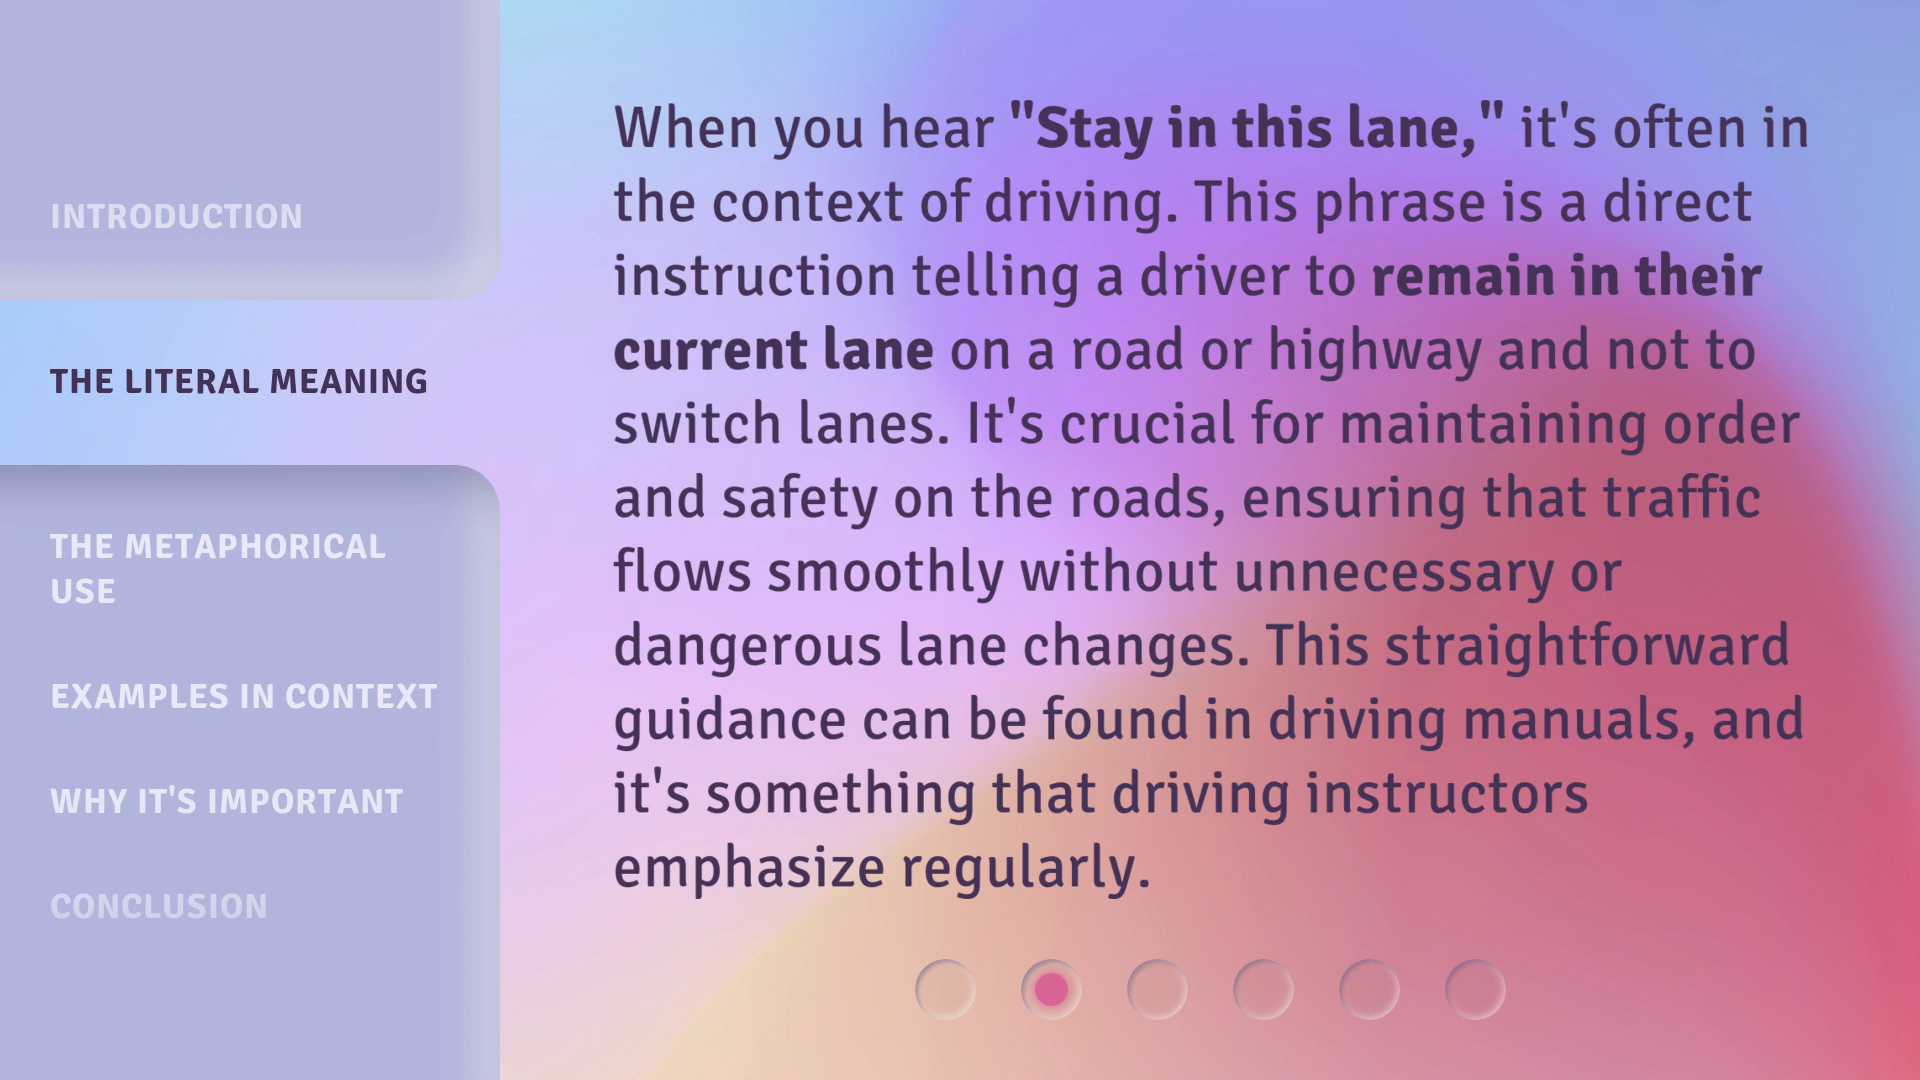 INTRODUCTION
THE LITERAL MEANING
THE METAPHORICAL
USE
EXAMPLES IN CONTEXT
WHY IT'S IMPORTANT
CONCLUSION
When you hear "Stay in this lane," it's often in
the context of driving. This phrase is a direct
instruction telling a driver to remain in their
current lane on a road or highway and not to
switch lanes. It's crucial for maintaining order
and safety on the roads, ensuring that traffic
flows smoothly without unnecessary or
dangerous lane changes. This straightforward
guidance can be found in driving manuals, and
it's something that driving instructors
emphasize regularly.